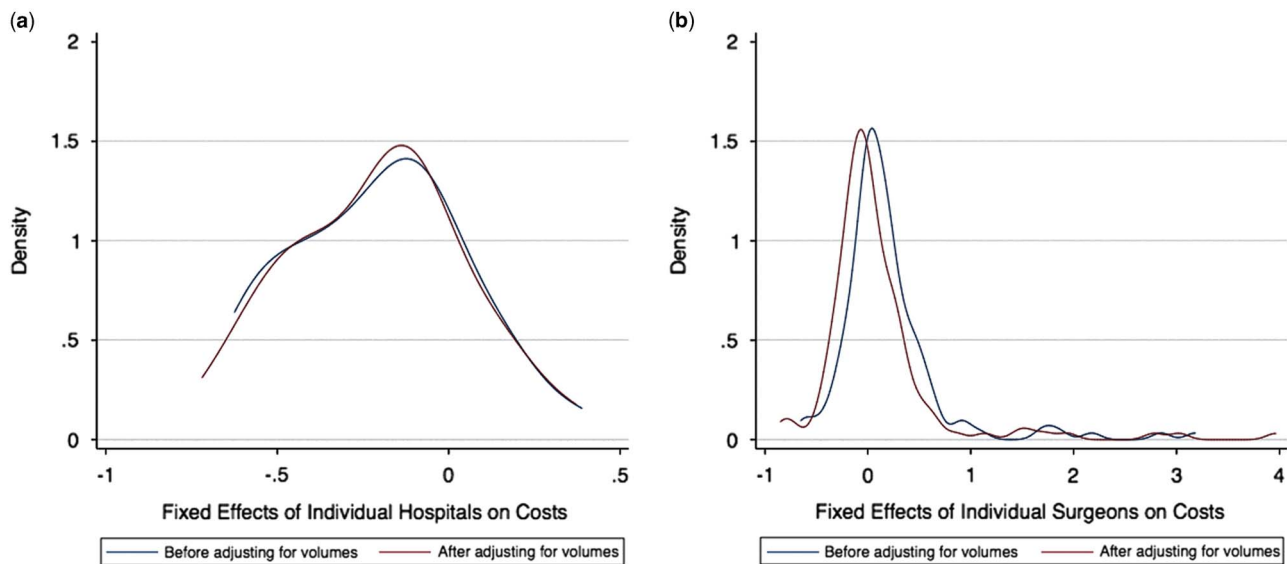 (a)
2
1.5
1
.5
0
Density
-1
-.5
0
.5
Fixed Effects of Individual Hospitals on Costs
Before adjusting for volumes
After adjusting for volumes
(b)
2
1.5
1
.5
0
Density
-1
0
1
2
3
4
Fixed Effects of Individual Surgeons on Costs
Before adjusting for volumes
After adjusting for volumes